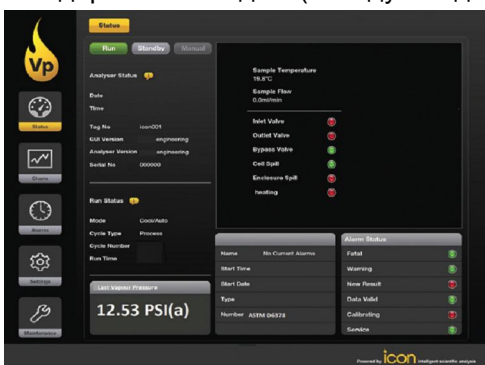 Vp
Status
Charts
Alarms
Settings
Maintenance
Status
Run
Standby
Manual
Analyser Status
Date
Time
Tag No icon001
GUI Version engineering
Analyser Version engineering
Serial No 000000
Run Status
Mode Cock/Auto
Cycle Type Process
Cycle Number
Run Time
Last Vapour Pressure
12.53 PSI(a)
Sample Temperature
19.8°C
Sample Flow
0.0ml/min
Inlet Valve
Outlet Valve
Bypass Valve
Cell Spill
Enclosure Spill
heating
Name No Current Alarms
Start Time
Start Date
Type
Number ASTM D6378
Alarm Status
Fatal
Warning
New Result
Data Valid
Calibrating
Service
Powered by icon intelligent scientific analysis